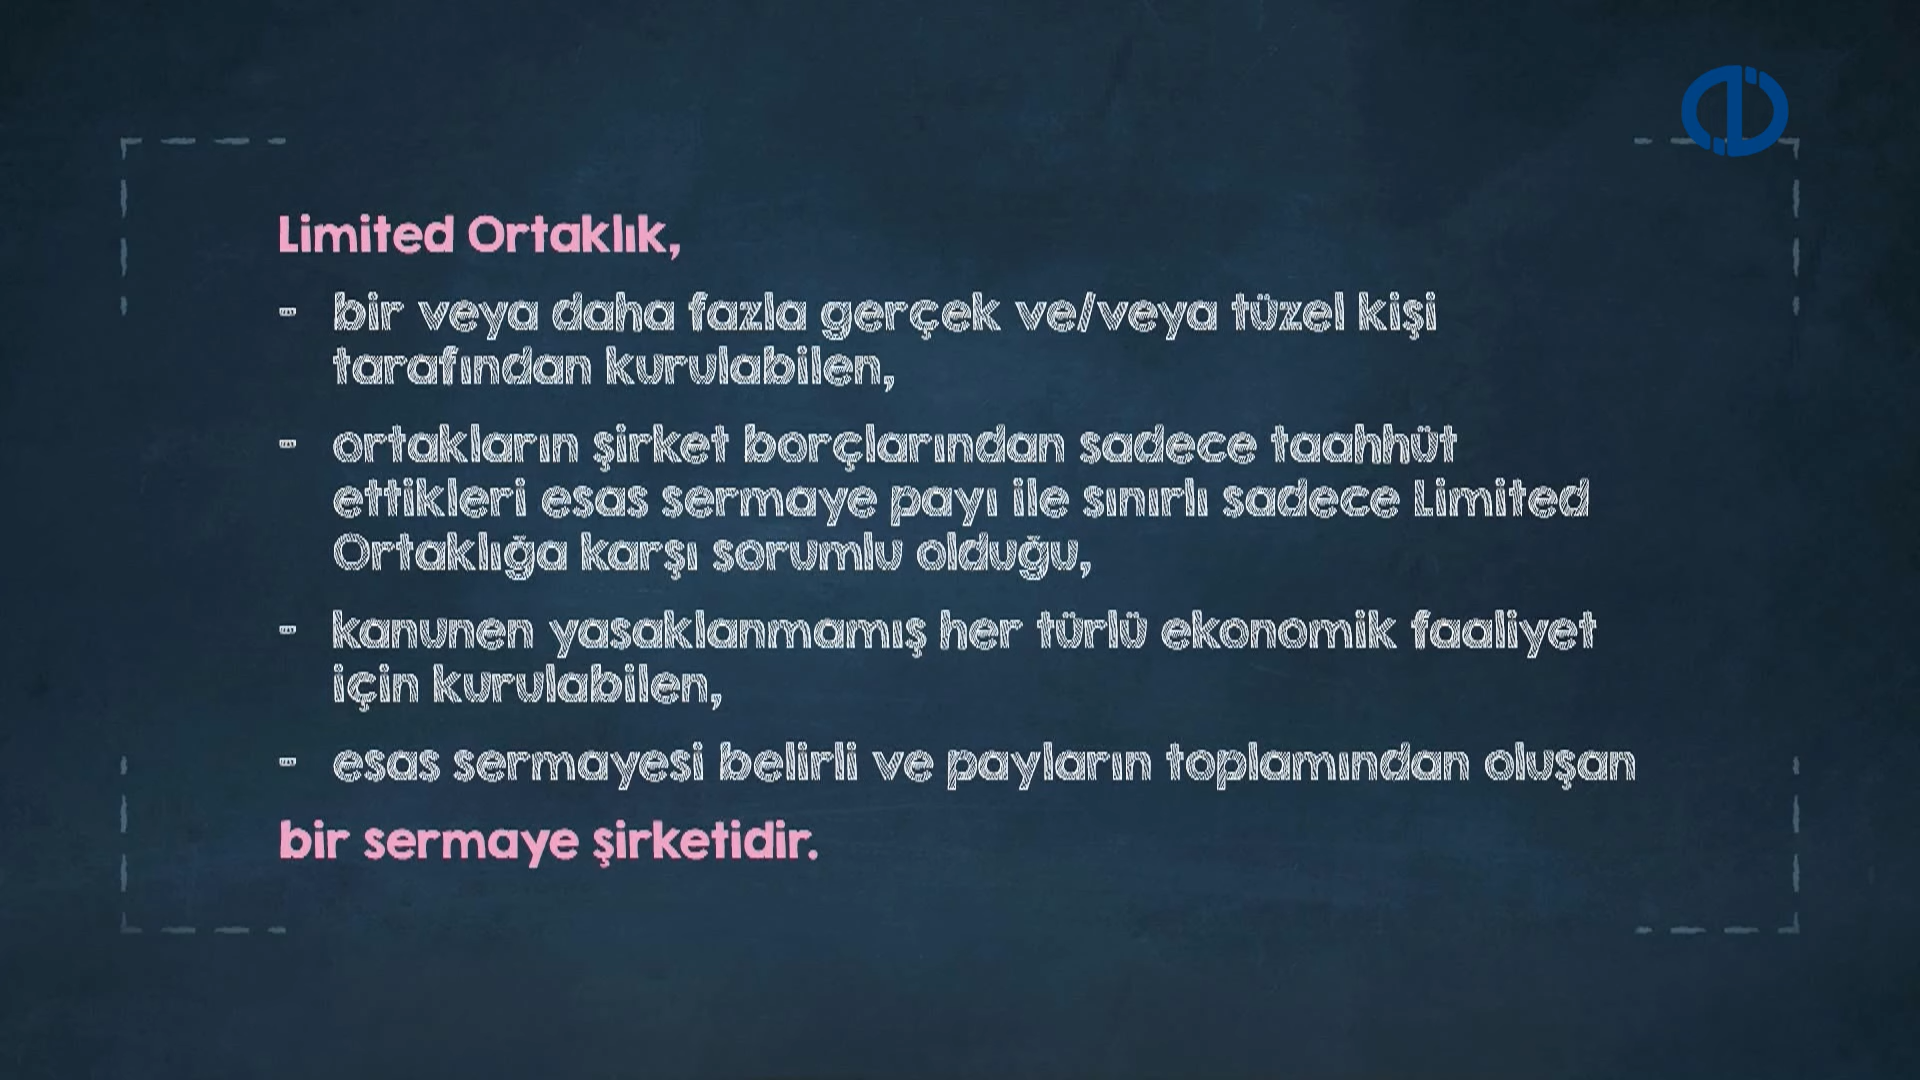 Limited Ortaklık,
- bir veya daha fazla gerçek ve/veya tüzel kişi
tarafından kurulabilen,
- ortakların şirket borçlarından sadece taahhüt
ettikleri esas sermaye payı ile sınırlı sadece Limited
Ortaklığa karşı sorumlu olduğu,
- kanunen yasaklanmamış her türlü ekonomik faaliyet
için kurulabilen,
- esas sermayesi belirli ve payların toplamından oluşan
bir sermaye şirketidir.